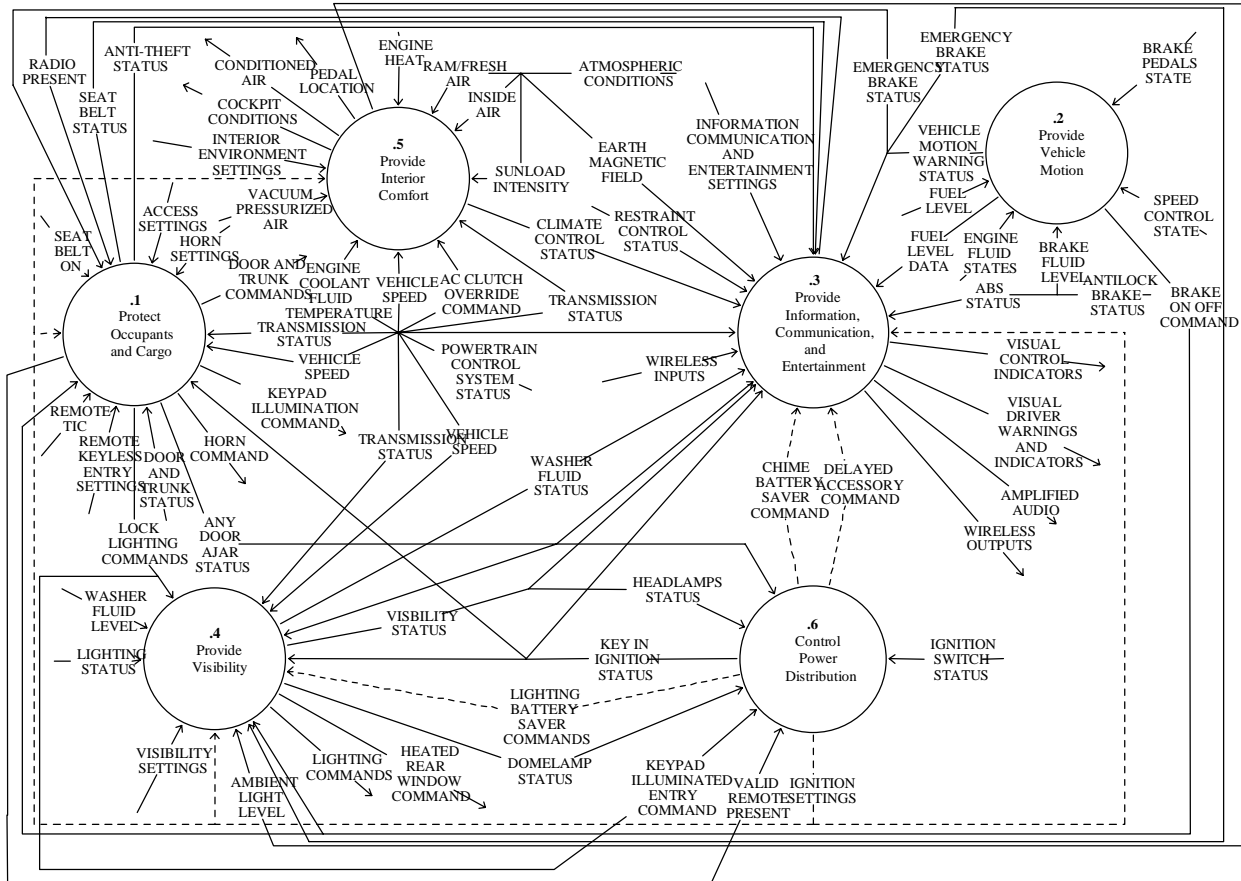 RADIO
PRESENT
ANTI-THEFT
STATUS
SEAT
BELT
STATUS
CONDITIONED
AIR
PEDAL
LOCATION
COCKPIT
CONDITIONS
INTERIOR
ENVIRONMENT
SETTINGS
ENGINE
HEAT
RAM/FRESH
AIR
INSIDE
AIR
ATMOSPHERIC
CONDITIONS
SUNLOAD
INTENSITY
EARTH
MAGNETIC
FIELD
INFORMATION
COMMUNICATION
AND
ENTERTAINMENT
SETTINGS
EMERGENCY
BRAKE
STATUS
EMERGENCY
BRAKE
STATUS
BRAKE
PEDALS
STATE
.5
Provide
Interior
Comfort
.2
Provide
Vehicle
Motion
VEHICLE
MOTION
WARNING
STATUS
FUEL
LEVEL
FUEL
LEVEL
DATA
ENGINE
FLUID
STATES
BRAKE
FLUID
LEVEL
SPEED
CONTROL
STATE
ABS
STATUS
ANTILOCK
BRAKE
STATUS
BRAKE
ON OFF
COMMAND
SEAT
BELT
ON
ACCESS
SETTINGS
HORN
SETTINGS
VACUUM
PRESSURIZED
AIR
DOOR AND
TRUNK
COMMANDS
ENGINE
COOLANT
FLUID
TEMPERATURE
VEHICLE
SPEED
AC CLUTCH
OVERRIDE
COMMAND
CLIMATE
CONTROL
STATUS
RESTRAINT
CONTROL
STATUS
TRANSMISSION
STATUS
TRANSMISSION
STATUS
VEHICLE
SPEED
.1
Protect
Occupants
and Cargo
.3
Provide
Information,
Communication,
and
Entertainment
POWERTRAIN
CONTROL
SYSTEM
STATUS
WIRELESS
INPUTS
VISUAL
CONTROL
INDICATORS
VISUAL
DRIVER
WARNINGS
AND
INDICATORS
AMPLIFIED
AUDIO
WIRELESS
OUTPUTS
KEYPAD
ILLUMINATION
COMMAND
TRANSMISSION
STATUS
VEHICLE
SPEED
REMOTE
TIC
REMOTE
KEYLESS
ENTRY
SETTINGS
DOOR
AND
TRUNK
STATUS
HORN
COMMAND
LOCK
LIGHTING
COMMANDS
ANY
DOOR
AJAR
STATUS
WASHER
FLUID
STATUS
CHIME
BATTERY
SAVER
COMMAND
DELAYED
ACCESSORY
COMMAND
WASHER
FLUID
LEVEL
LIGHTING
STATUS
.4
Provide
Visibility
VISBILITY
STATUS
HEADLAMPS
STATUS
KEY IN
IGNITION
STATUS
.6
Control
Power
Distribution
IGNITION
SWITCH
STATUS
LIGHTING
BATTERY
SAVER
COMMANDS
VISIBILITY
SETTINGS
AMBIENT
LIGHT
LEVEL
LIGHTING
COMMANDS
HEATED
REAR
WINDOW
COMMAND
DOMELAMP
STATUS
KEYPAD
ILLUMINATED
ENTRY
COMMAND
VALID
REMOTE
PRESENT
IGNITION
SETTINGS